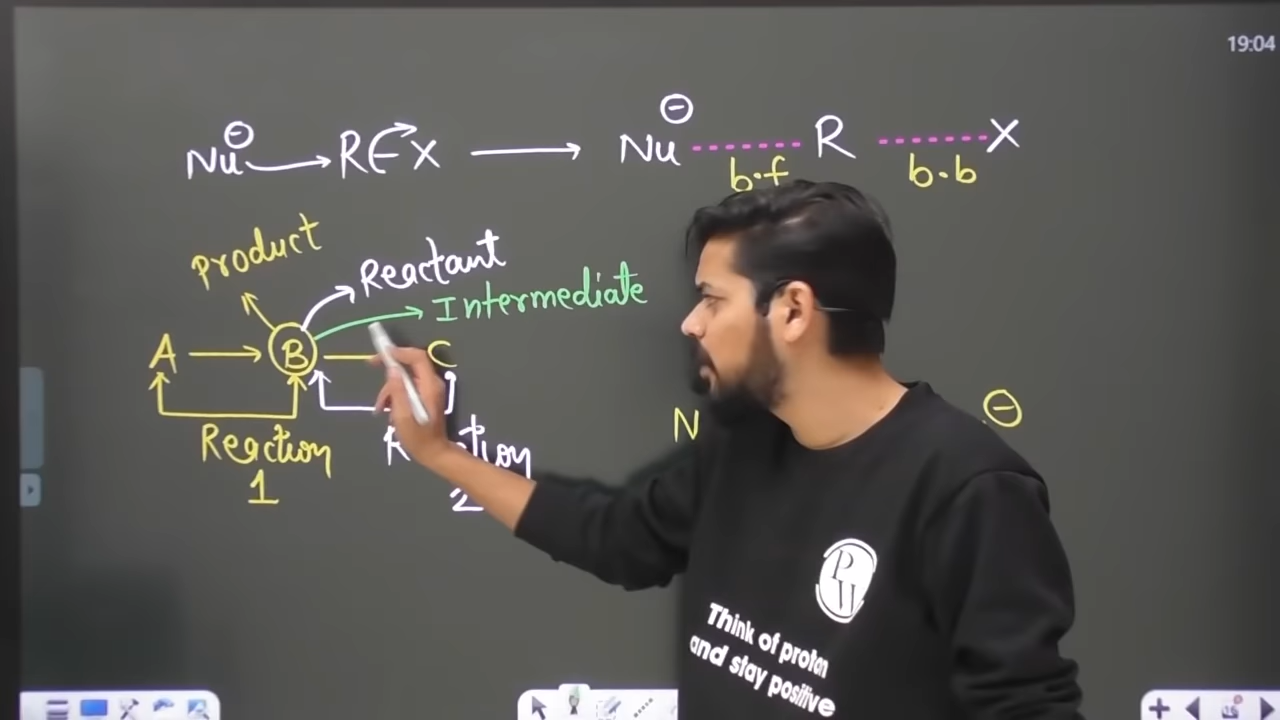 19:04
Nu⊖ → R-X → Nu⊖ ----- R ----- X
b.f b.b
Product
Reactant
Intermediate
A → B — C
N ⊖
Reaction
1
2
P
W
Think of proton
and stay positive